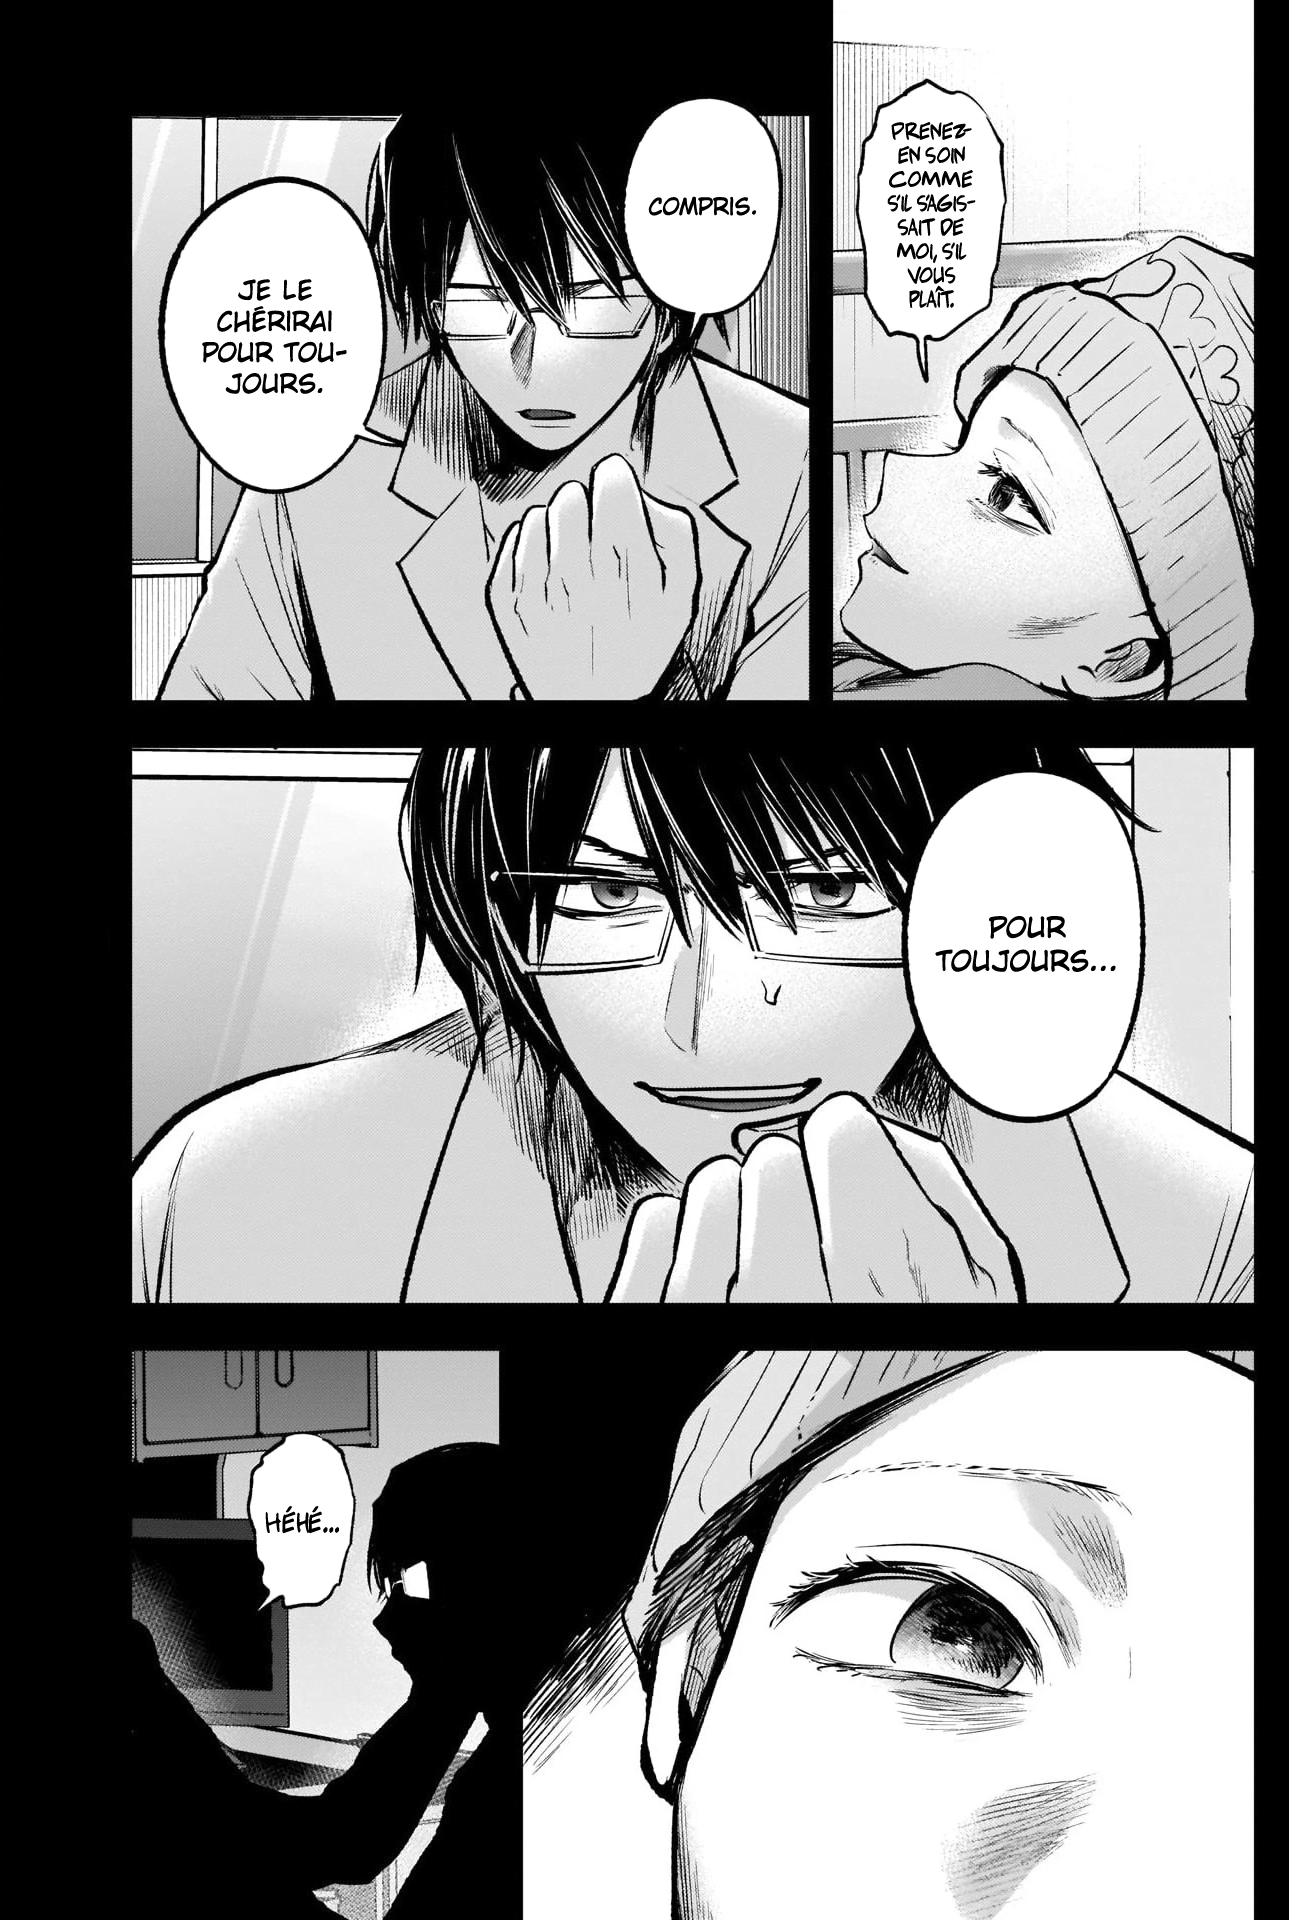 PRENEZ-
EN SOIN
COMME
S'IL S'AGIS-
SAIT DE
MOI, S'IL
VOUS
PLAÎT.
COMPRIS.
JE LE
CHÉRIRAI
POUR TOU-
JOURS.
POUR
TOUJOURS...
HÉHÉ...